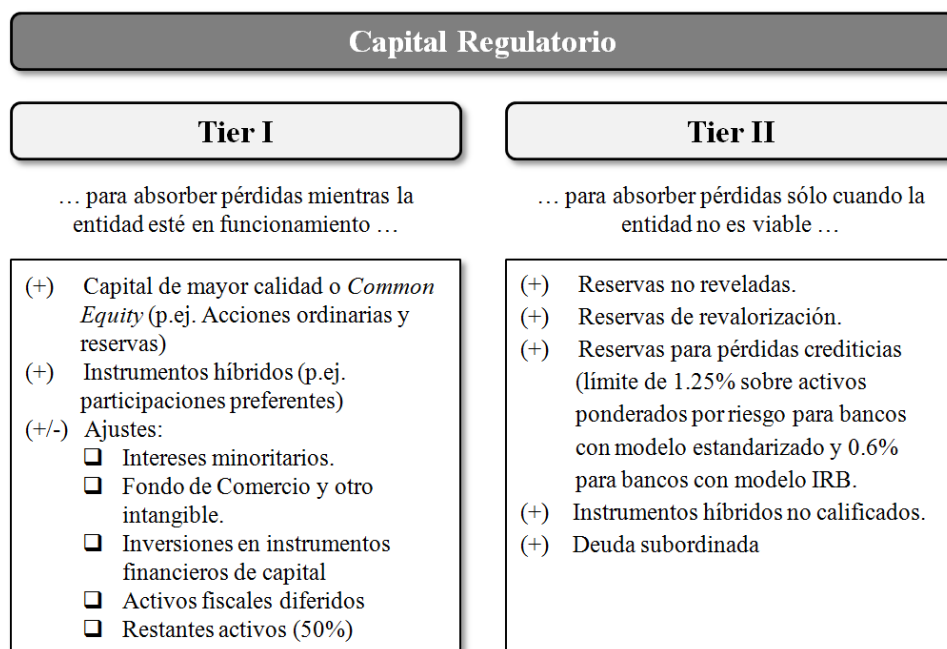 Capital Regulatorio
Tier I
… para absorber pérdidas mientras la
entidad esté en funcionamiento …
(+) Capital de mayor calidad o Common
Equity (p.ej. Acciones ordinarias y
reservas)
(+) Instrumentos híbridos (p.ej.
participaciones preferentes)
(+/-) Ajustes:
❑ Intereses minoritarios.
❑ Fondo de Comercio y otro
intangible.
❑ Inversiones en instrumentos
financieros de capital
❑ Activos fiscales diferidos
❑ Restantes activos (50%)
Tier II
… para absorber pérdidas sólo cuando la
entidad no es viable …
(+) Reservas no reveladas.
(+) Reservas de revalorización.
(+) Reservas para pérdidas crediticias
(límite de 1.25% sobre activos
ponderados por riesgo para bancos
con modelo estandarizado y 0.6%
para bancos con modelo IRB.
(+) Instrumentos híbridos no calificados.
(+) Deuda subordinada